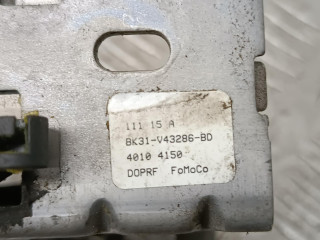 111 15 A
BK31-V43286-BD
4010 4150
DOPRF FoMoCo